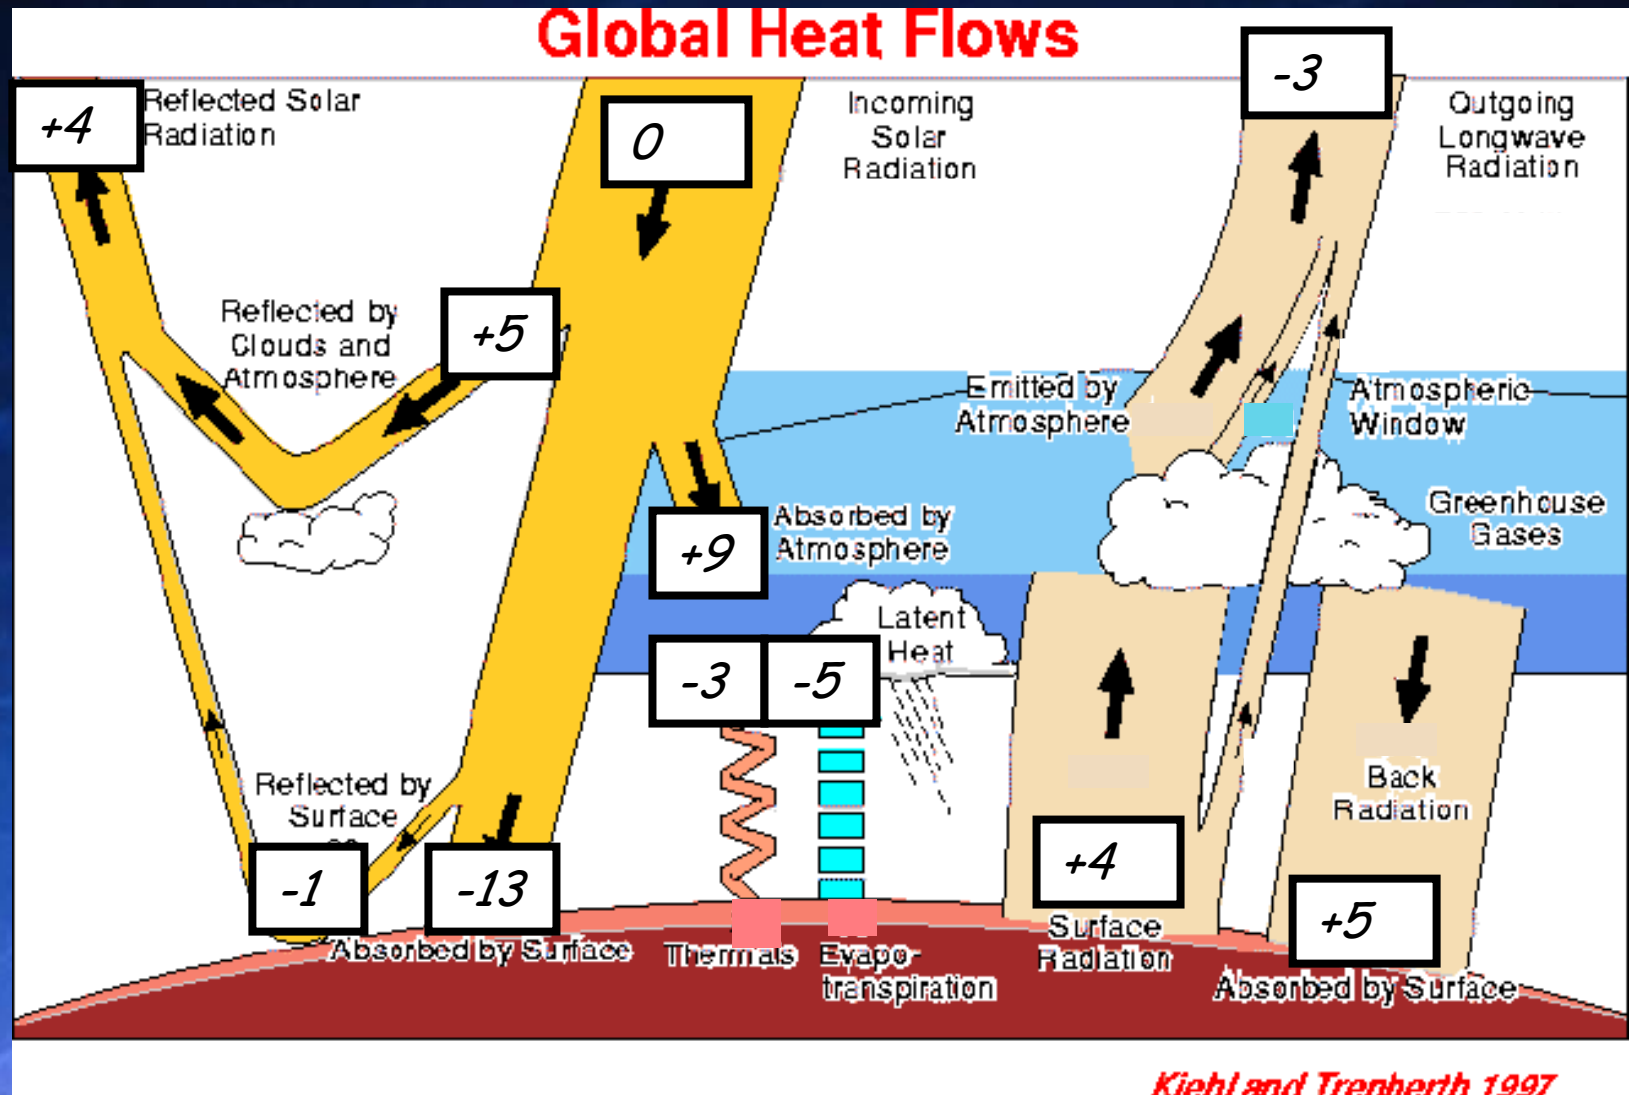 Global Heat Flows
-3
+4
Reflected Solar
Radiation
0
Incoming
Solar
Radiation
Outgoing
Longwave
Radiation
Reflected by
Clouds and
Atmosphere
+5
Emitted by
Atmosphere
Atmospheric
Window
Greenhouse
Gases
+9
Absorbed by
Atmosphere
Latent
Heat
-3
-5
Reflected by
Surface
-1
-13
Absorbed by Surface
Thermals
Evapo-
transpiration
+4
Surface
Radiation
Back
Radiation
+5
Absorbed by Surface
Kiehl and Trenberth 1997